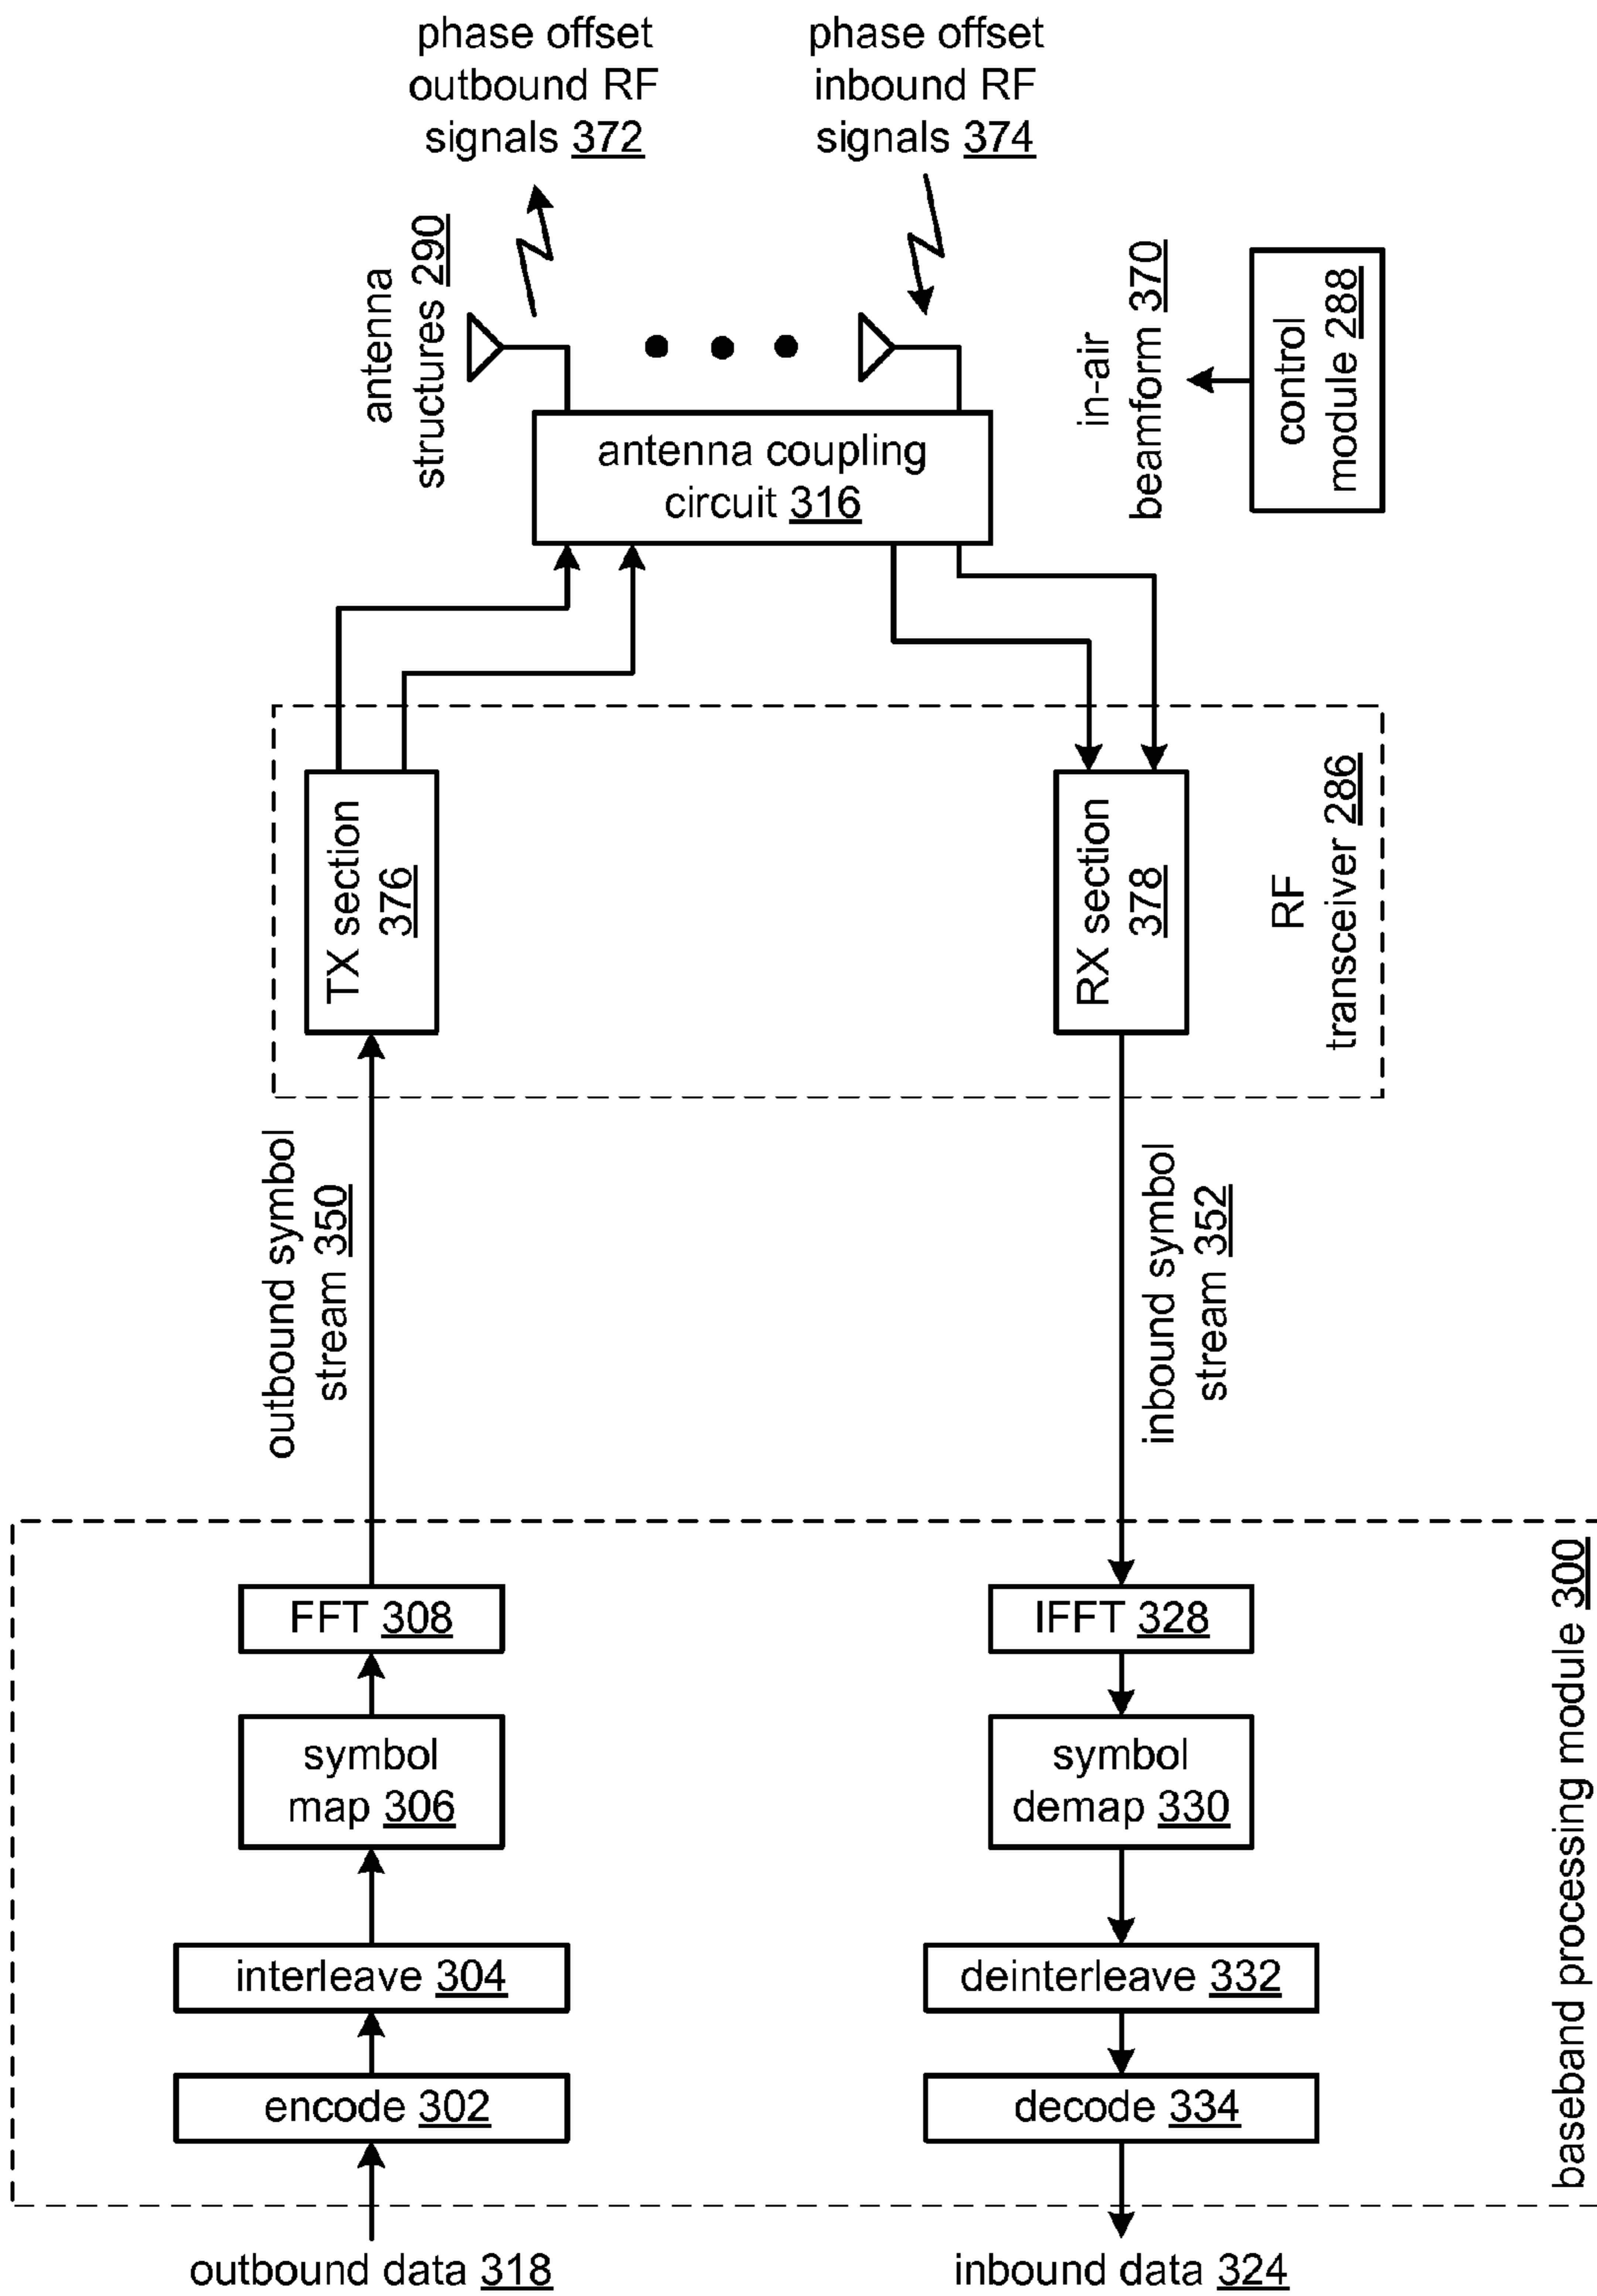 phase offset
outbound RF
signals 372
phase offset
inbound RF
signals 374
antenna
structures 290
in-air
beamform 370
control
module 288
antenna coupling
circuit 316
TX section
376
RX section
378
RF
transceiver 286
outbound symbol
stream 350
inbound symbol
stream 352
FFT 308
IFFT 328
symbol
map 306
symbol
demap 330
interleave 304
deinterleave 332
encode 302
decode 334
baseband processing module 300
outbound data 318
inbound data 324